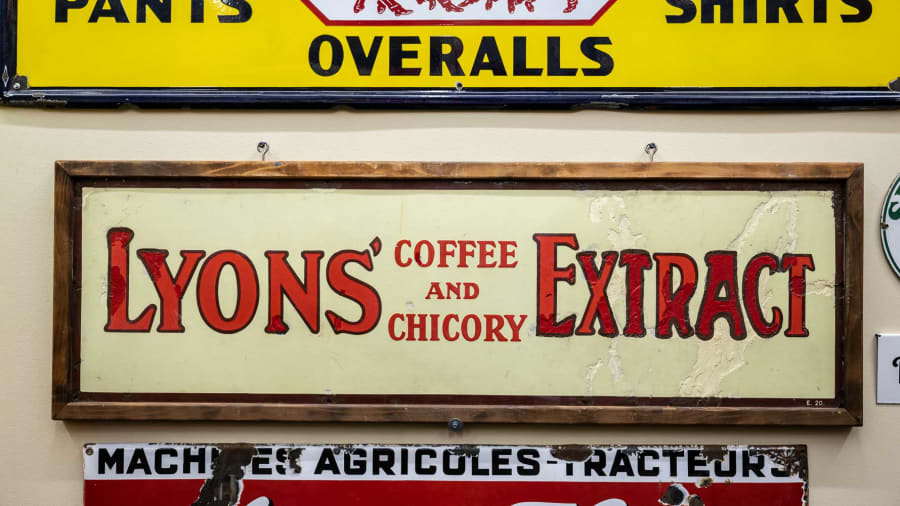 PANTS SHIRTS
OVERALLS
LYONS' COFFEE AND CHICORY EXTRACT
E. 20.
MACHINES AGRICOLES-TRACTEURS